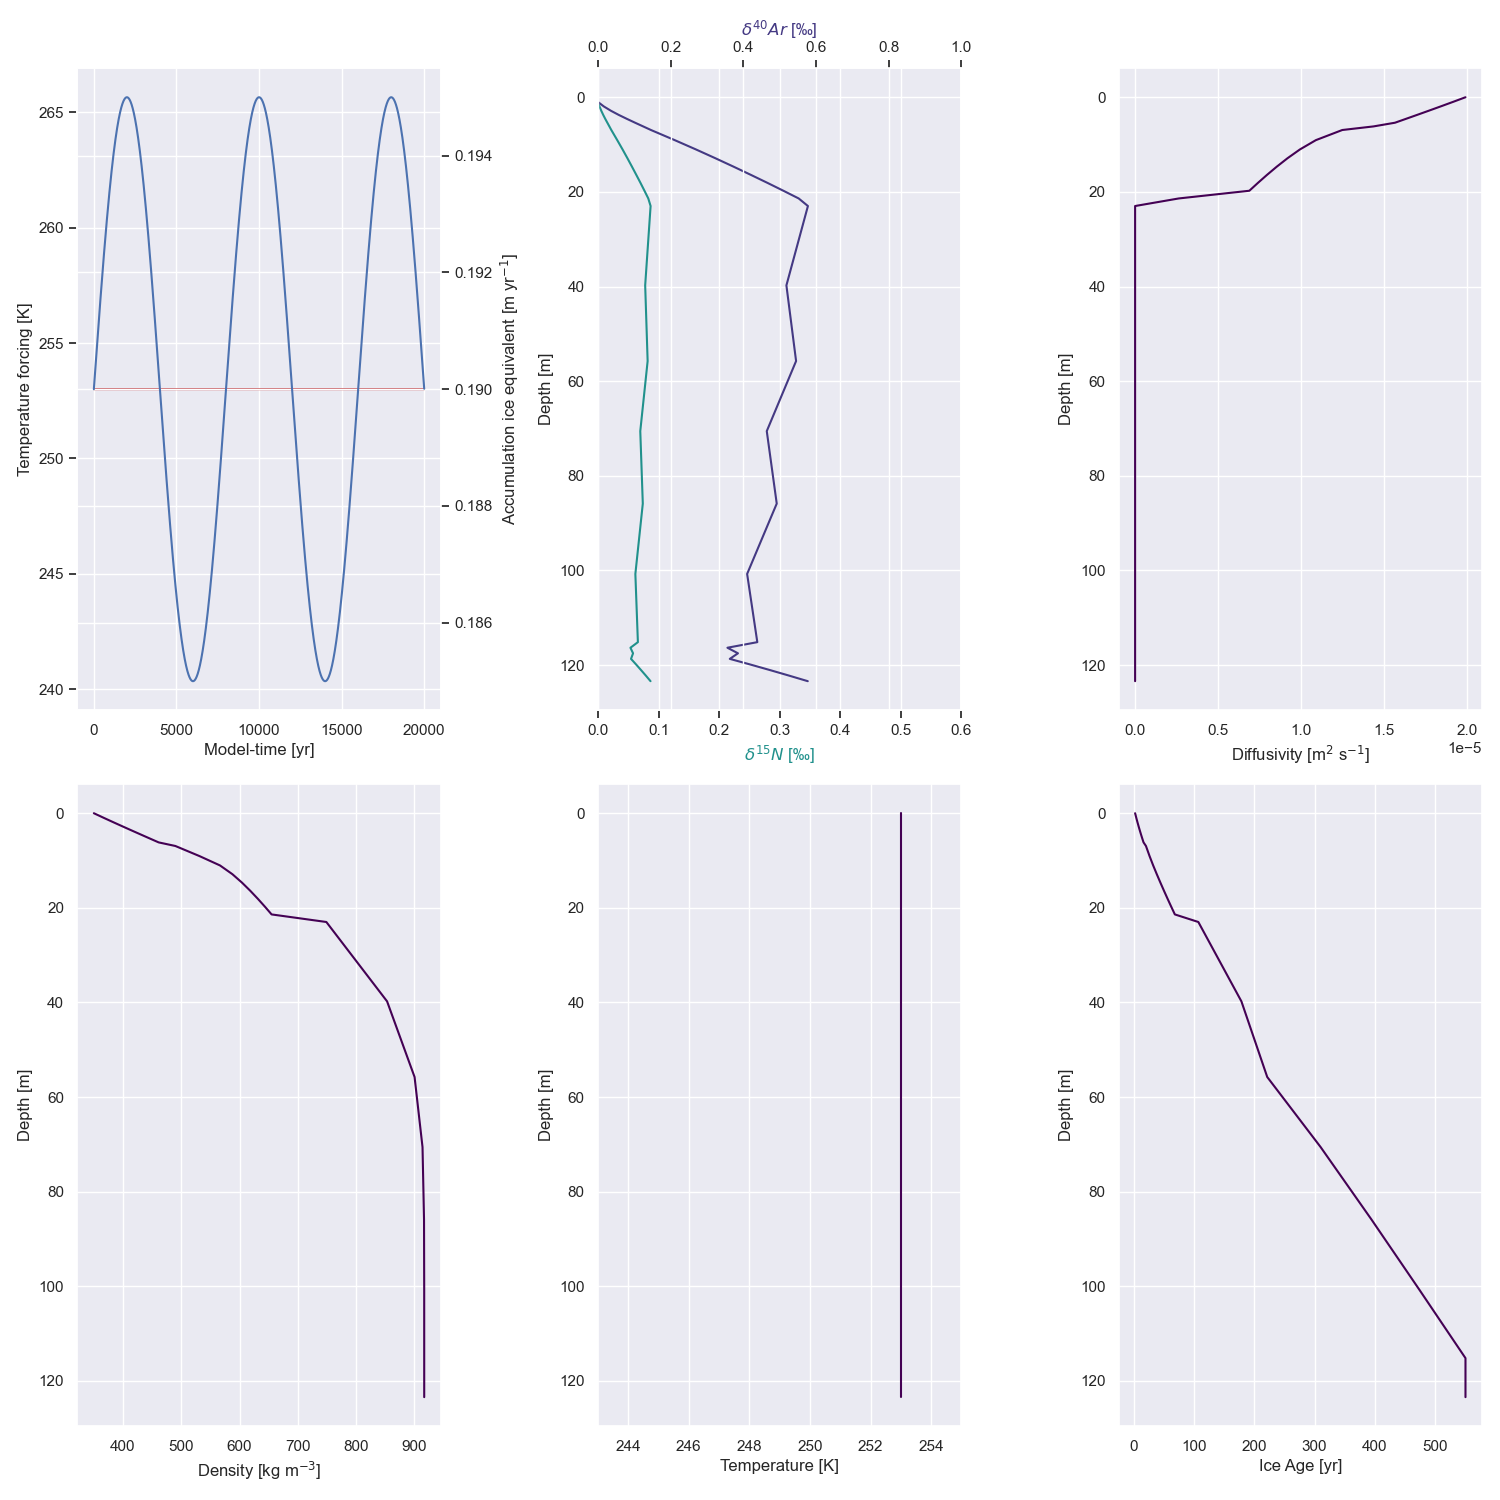 δ⁴⁰Ar [‰]
0.0 0.2 0.4 0.6 0.8 1.0
Temperature forcing [K]
265
260
255
250
245
240
0 5000 10000 15000 20000
Model-time [yr]
0.194
0.192
0.190
0.188
0.186
Accumulation ice equivalent [m yr⁻¹]
Depth [m]
0
20
40
60
80
100
120
0.0 0.1 0.2 0.3 0.4 0.5 0.6
δ¹⁵N [‰]
Depth [m]
0
20
40
60
80
100
120
0.0 0.5 1.0 1.5 2.0
1e−5
Diffusivity [m² s⁻¹]
Depth [m]
0
20
40
60
80
100
120
400 500 600 700 800 900
Density [kg m⁻³]
Depth [m]
0
20
40
60
80
100
120
244 246 248 250 252 254
Temperature [K]
Depth [m]
0
20
40
60
80
100
120
0 100 200 300 400 500
Ice Age [yr]